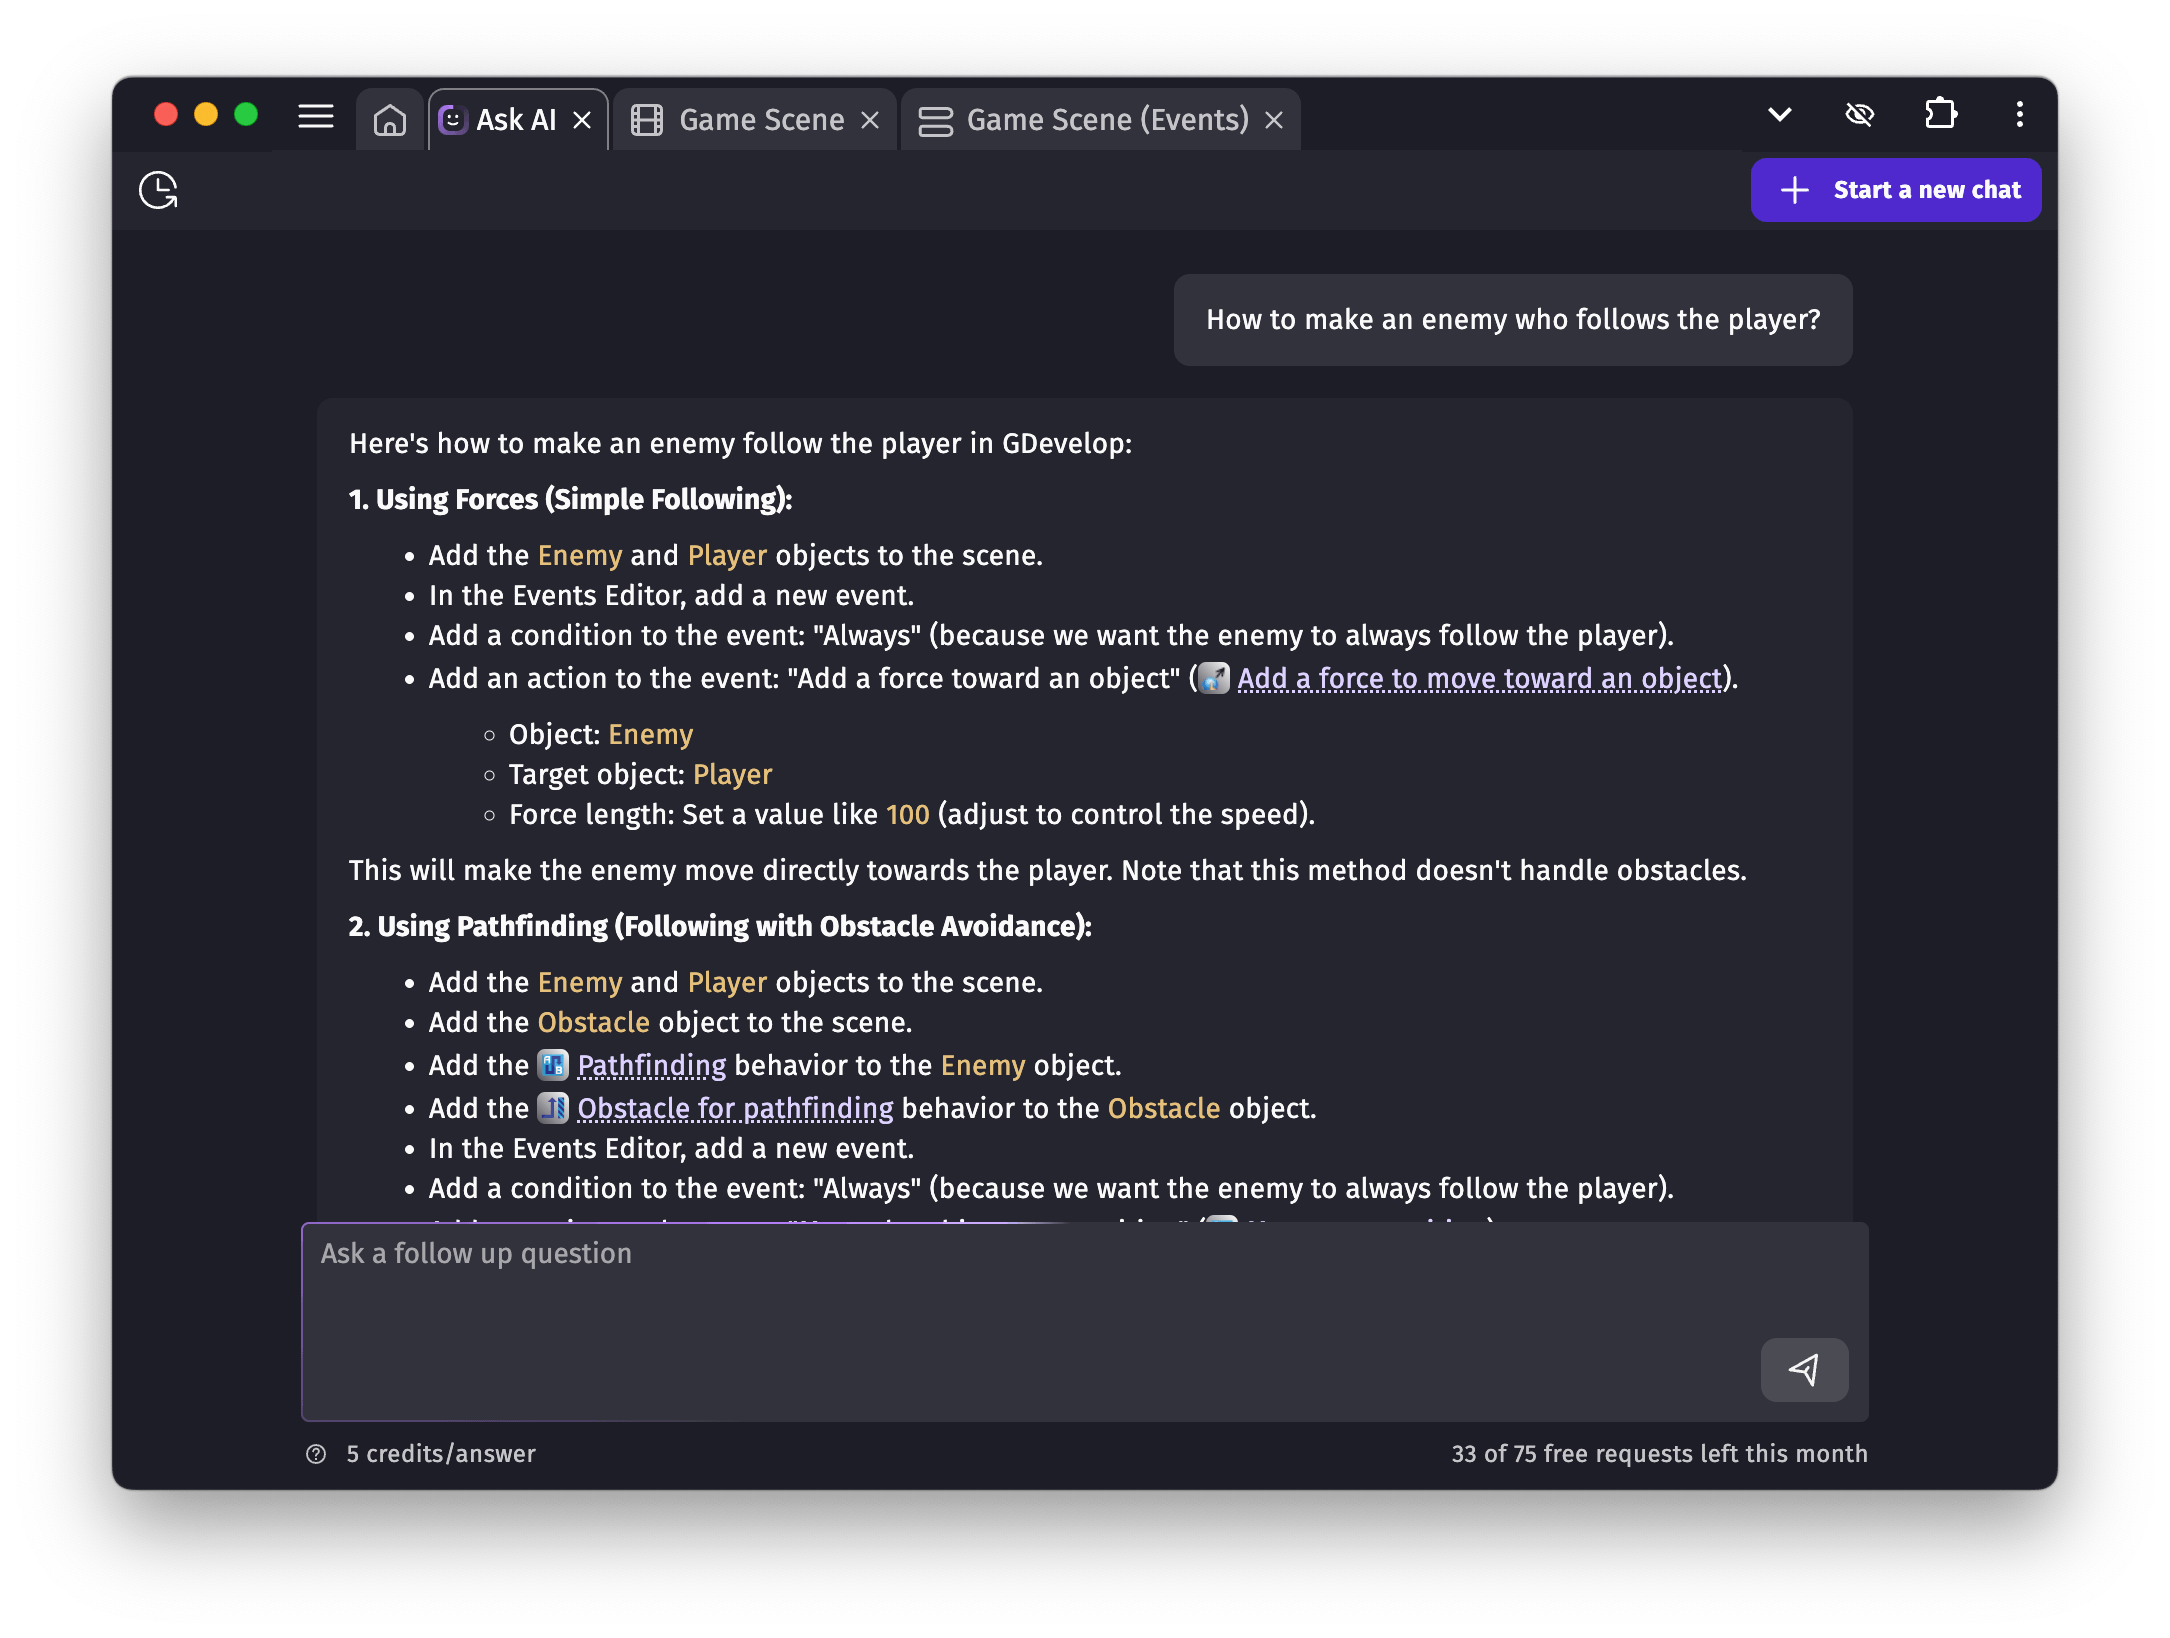 Ask AI
Game Scene
Game Scene (Events)
Start a new chat
How to make an enemy who follows the player?
Here's how to make an enemy follow the player in GDevelop:
1. Using Forces (Simple Following):
• Add the Enemy and Player objects to the scene.
• In the Events Editor, add a new event.
• Add a condition to the event: "Always" (because we want the enemy to always follow the player).
• Add an action to the event: "Add a force toward an object" ( Add a force to move toward an object).
◦ Object: Enemy
◦ Target object: Player
◦ Force length: Set a value like 100 (adjust to control the speed).
This will make the enemy move directly towards the player. Note that this method doesn't handle obstacles.
2. Using Pathfinding (Following with Obstacle Avoidance):
• Add the Enemy and Player objects to the scene.
• Add the Obstacle object to the scene.
• Add the Pathfinding behavior to the Enemy object.
• Add the Obstacle for pathfinding behavior to the Obstacle object.
• In the Events Editor, add a new event.
• Add a condition to the event: "Always" (because we want the enemy to always follow the player).
Ask a follow up question
5 credits/answer
33 of 75 free requests left this month